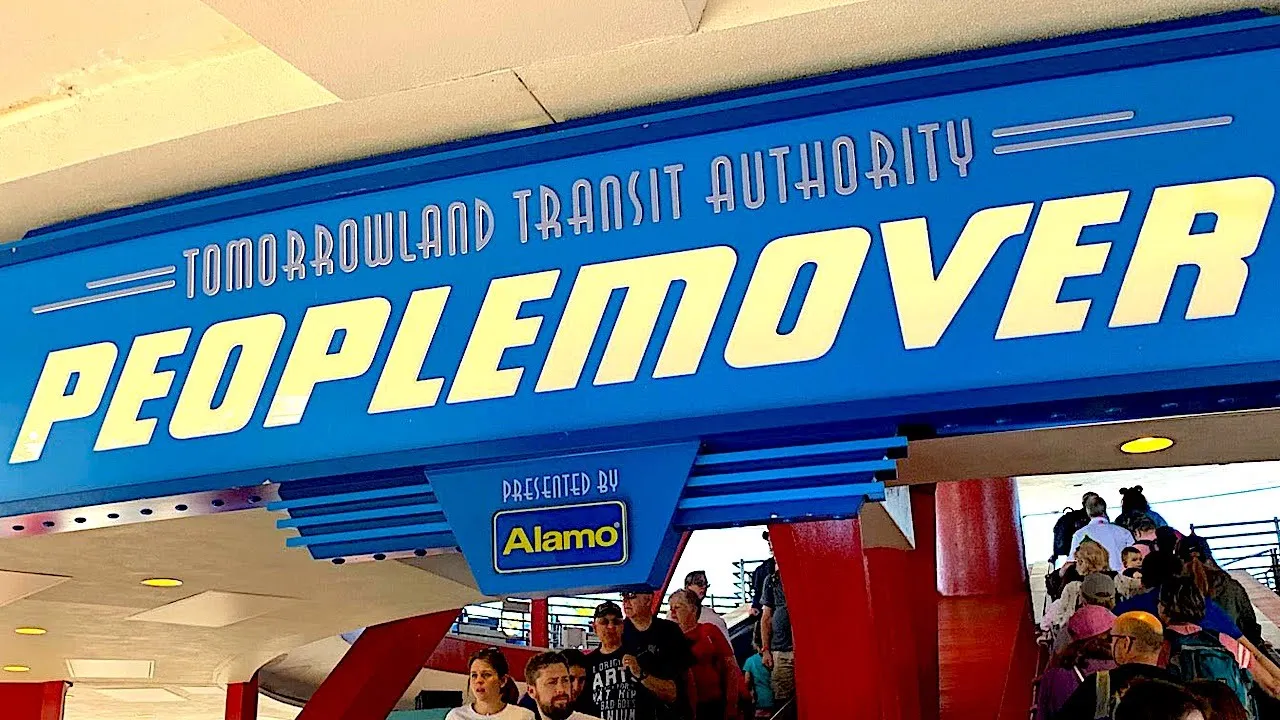 TOMORROWLAND TRANSIT AUTHORITY
PEOPLEMOVER
PRESENTED BY
Alamo